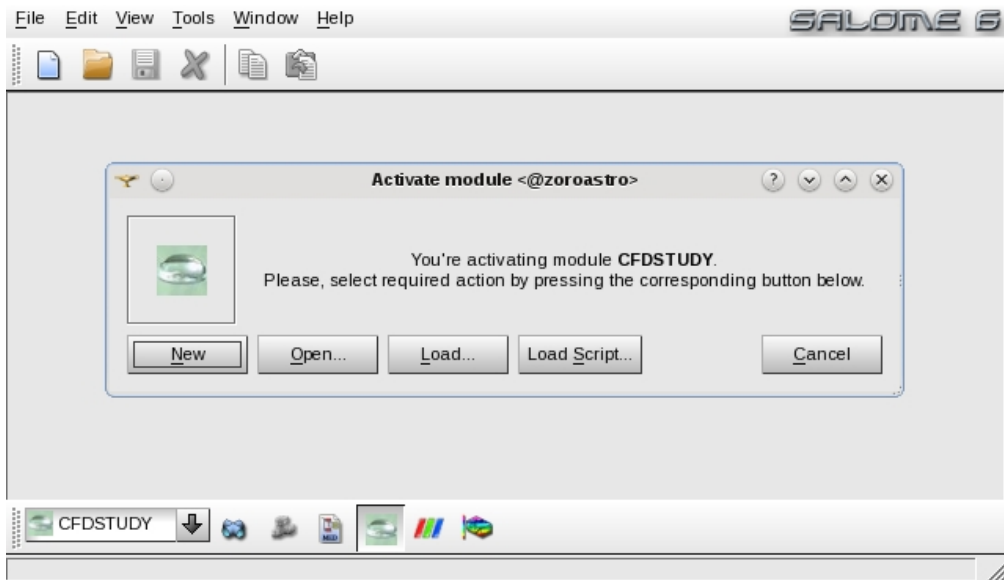 File Edit View Tools Window Help
SALOME 6
Activate module <@zoroastro>
You're activating module CFDSTUDY.
Please, select required action by pressing the corresponding button below.
New Open... Load... Load Script... Cancel
CFDSTUDY
MED